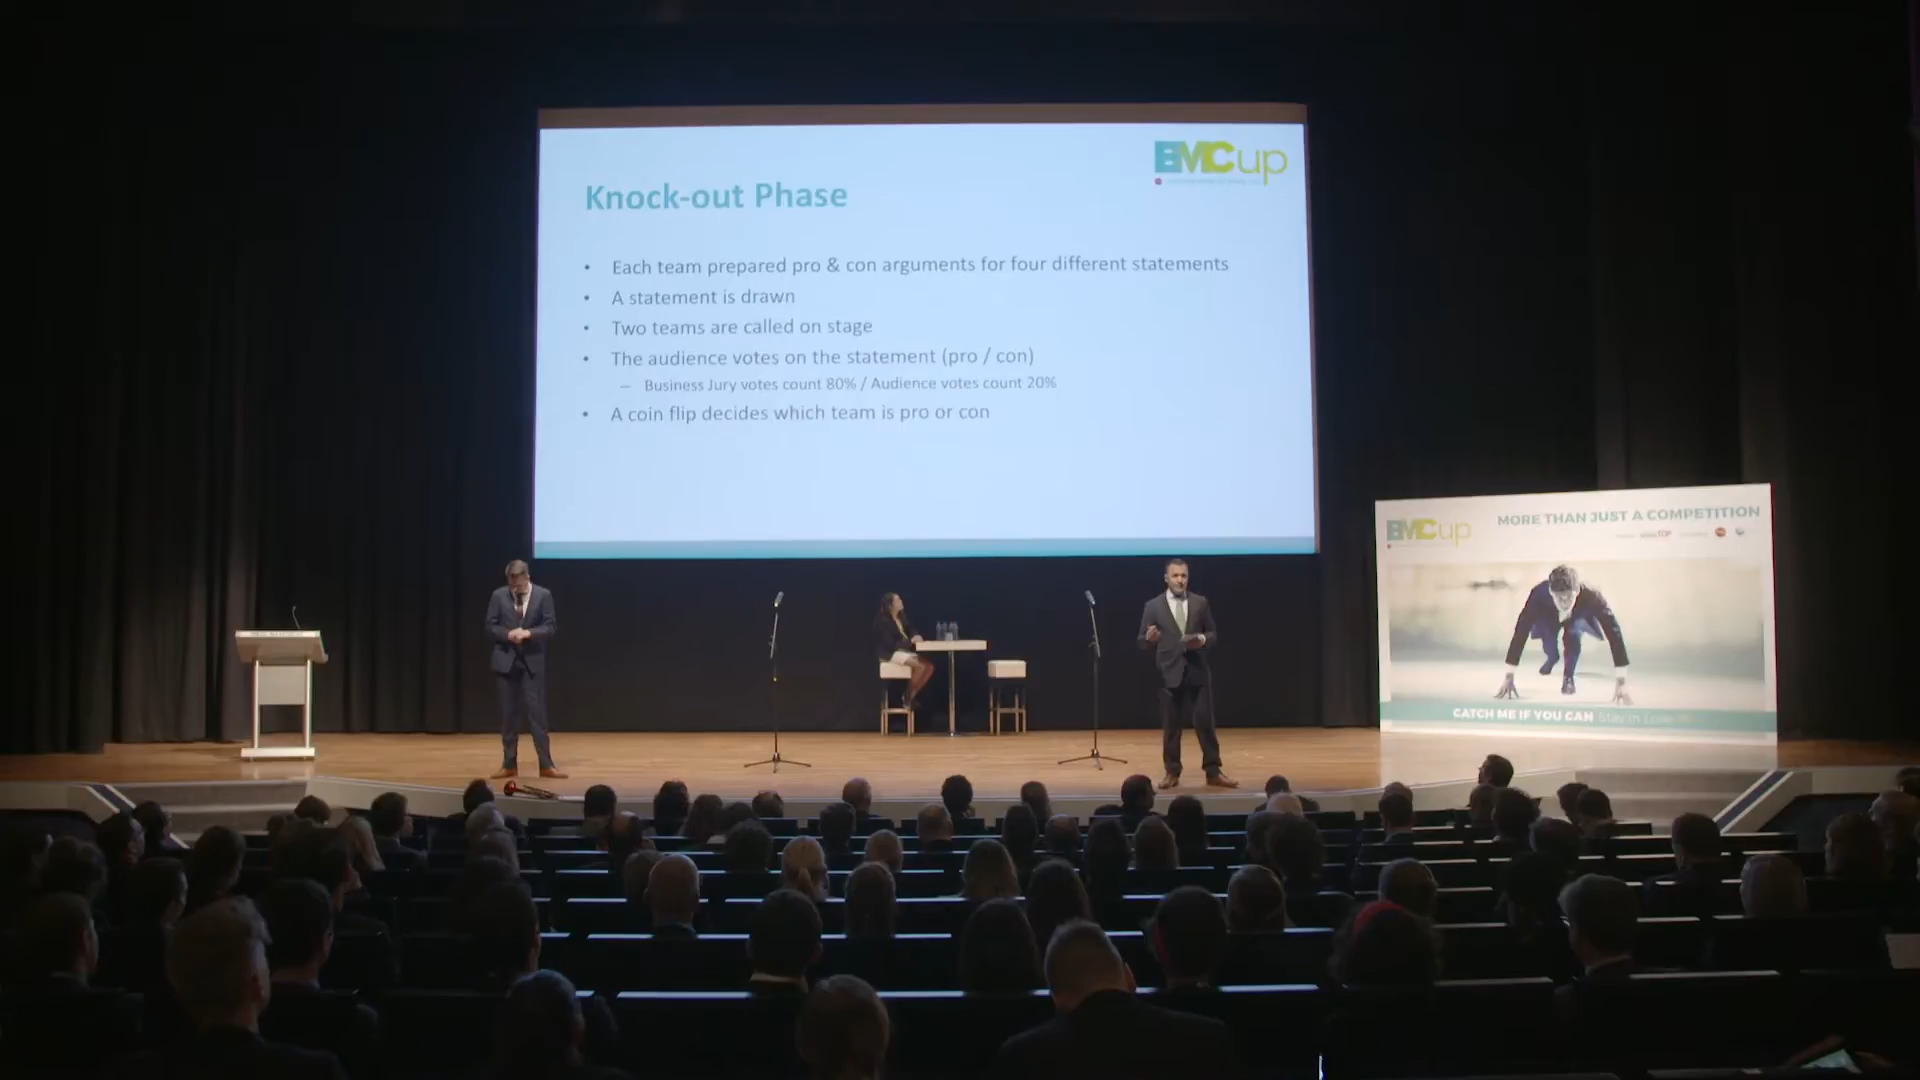 EMCup
Knock-out Phase
• Each team prepared pro & con arguments for four different statements
• A statement is drawn
• Two teams are called on stage
• The audience votes on the statement (pro / con)
– Business Jury votes count 80% / Audience votes count 20%
• A coin flip decides which team is pro or con
EMCup
MORE THAN JUST A COMPETITION
CATCH ME IF YOU CAN Stay in